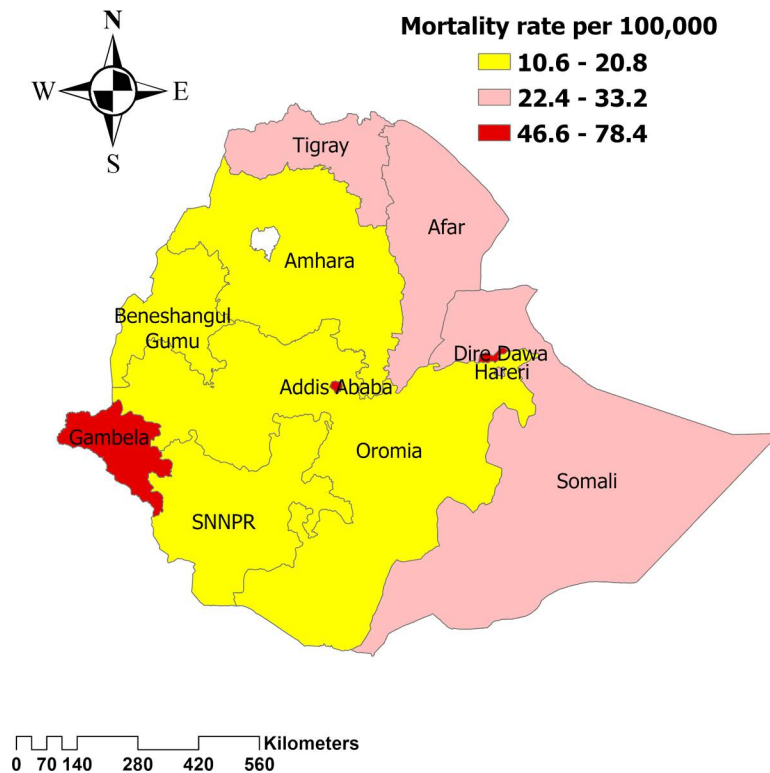 N
W E
S
Mortality rate per 100,000
10.6 - 20.8
22.4 - 33.2
46.6 - 78.4
Tigray
Afar
Amhara
Beneshangul
Gumu
Dire Dawa
Hareri
Addis Ababa
Gambela
Oromia
Somali
SNNPR
Kilometers
0 70 140 280 420 560